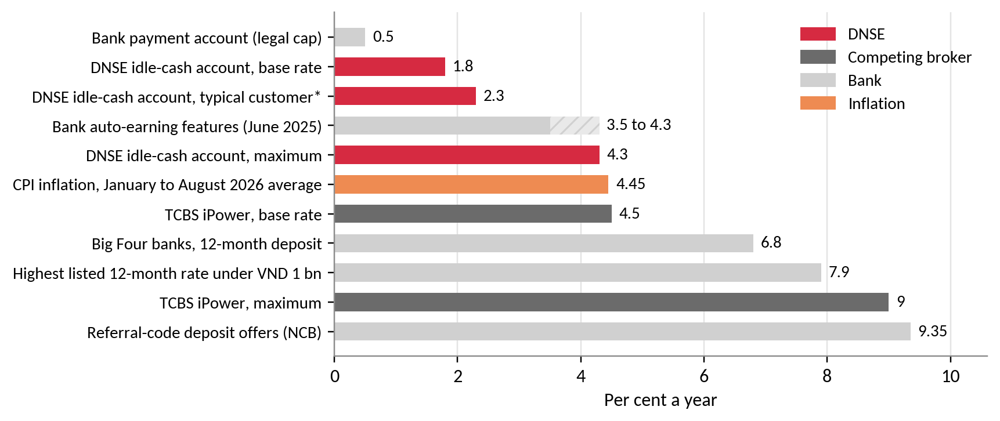 Bank payment account (legal cap) 0.5
DNSE idle-cash account, base rate 1.8
DNSE idle-cash account, typical customer* 2.3
Bank auto-earning features (June 2025) 3.5 to 4.3
DNSE idle-cash account, maximum 4.3
CPI inflation, January to August 2026 average 4.45
TCBS iPower, base rate 4.5
Big Four banks, 12-month deposit 6.8
Highest listed 12-month rate under VND 1 bn 7.9
TCBS iPower, maximum 9
Referral-code deposit offers (NCB) 9.35
0 2 4 6 8 10
Per cent a year
DNSE
Competing broker
Bank
Inflation